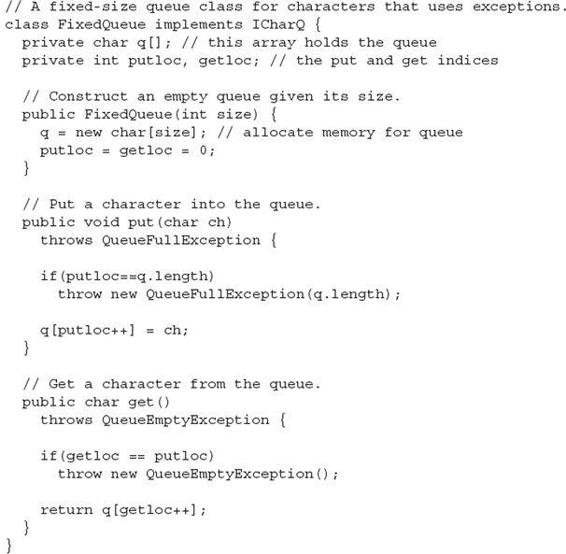 // A fixed-size queue class for characters that uses exceptions.
class FixedQueue implements ICharQ {
  private char q[]; // this array holds the queue
  private int putloc, getloc; // the put and get indices

  // Construct an empty queue given its size.
  public FixedQueue(int size) {
    q = new char[size]; // allocate memory for queue
    putloc = getloc = 0;
  }

  // Put a character into the queue.
  public void put(char ch)
    throws QueueFullException {

    if(putloc==q.length)
      throw new QueueFullException(q.length);

    q[putloc++] = ch;
  }

  // Get a character from the queue.
  public char get()
    throws QueueEmptyException {

    if(getloc == putloc)
      throw new QueueEmptyException();

    return q[getloc++];
  }
}